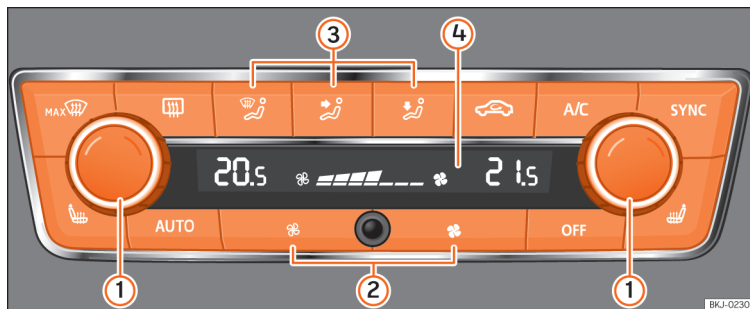 3 4
MAX A/C SYNC
20.5 21.5
AUTO OFF
1 2 1
BKJ-0230